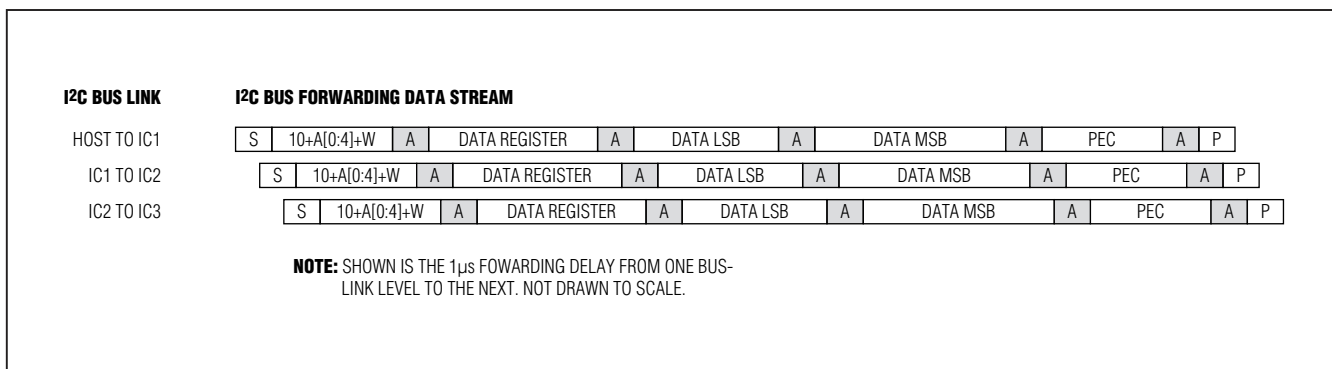 I2C BUS LINK I2C BUS FORWARDING DATA STREAM
HOST TO IC1 S 10+A[0:4]+W A DATA REGISTER A DATA LSB A DATA MSB A PEC A P
IC1 TO IC2 S 10+A[0:4]+W A DATA REGISTER A DATA LSB A DATA MSB A PEC A P
IC2 TO IC3 S 10+A[0:4]+W A DATA REGISTER A DATA LSB A DATA MSB A PEC A P
NOTE: SHOWN IS THE 1µs FOWARDING DELAY FROM ONE BUS-
LINK LEVEL TO THE NEXT. NOT DRAWN TO SCALE.